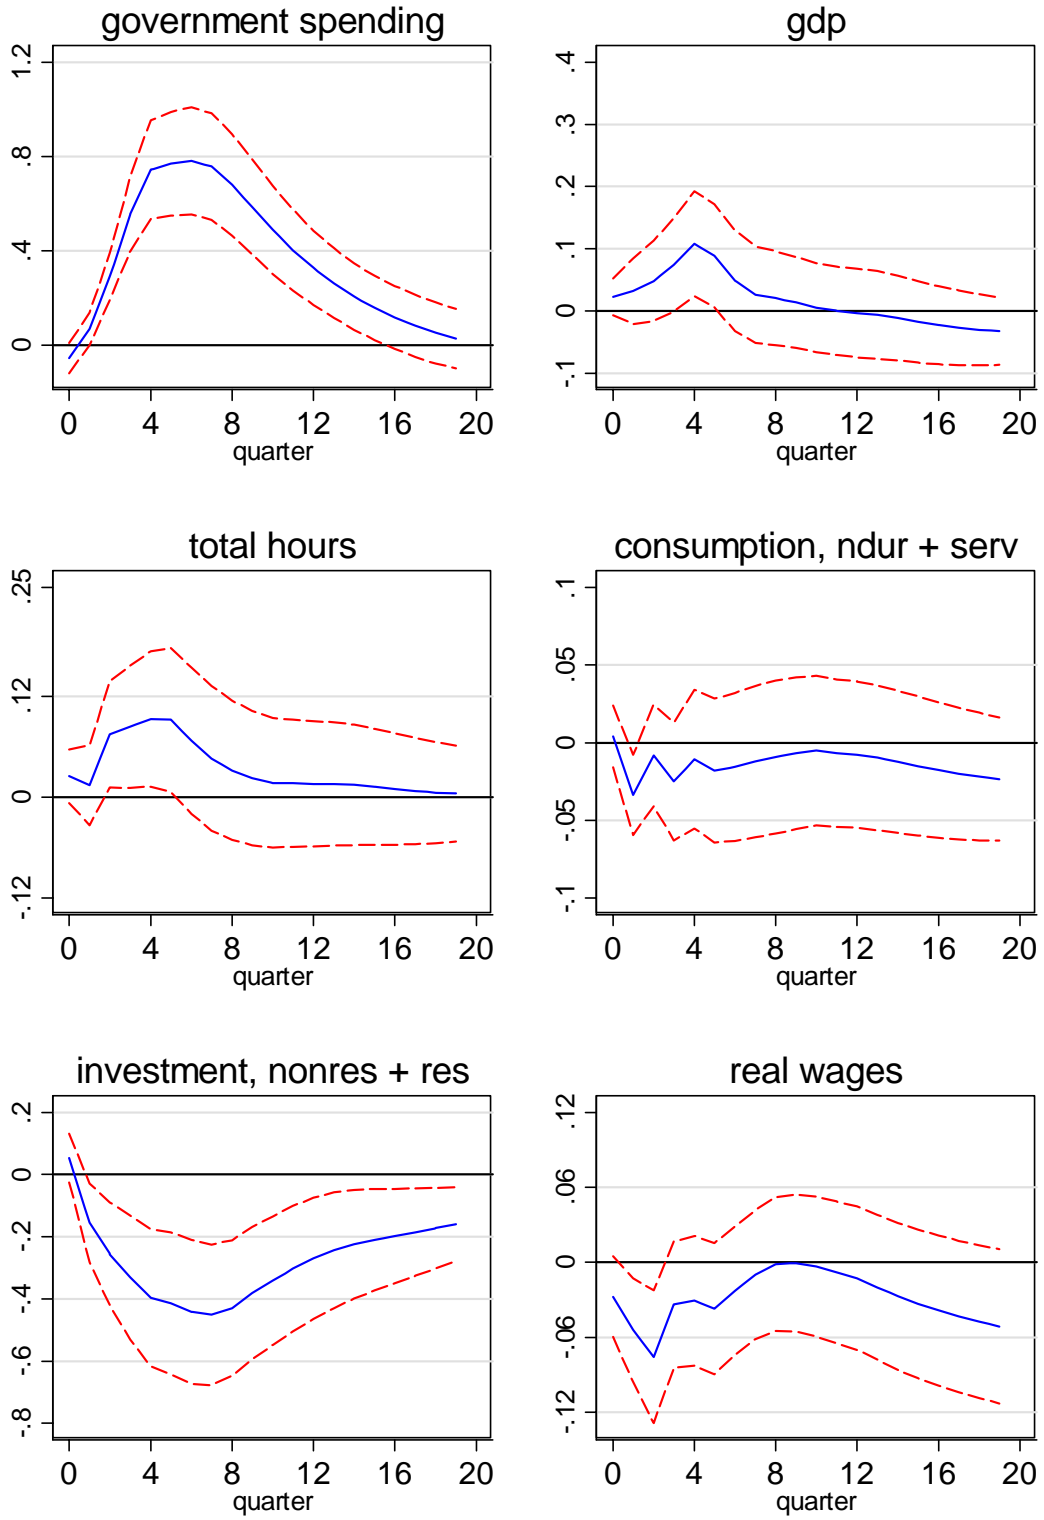 government spending
1.2
.8
.4
0
0 4 8 12 16 20
quarter
gdp
.4
.3
.2
.1
0
-.1
0 4 8 12 16 20
quarter
total hours
.25
.12
0
-.12
0 4 8 12 16 20
quarter
consumption, ndur + serv
.1
.05
0
-.05
-.1
0 4 8 12 16 20
quarter
investment, nonres + res
.2
0
-.2
-.4
-.6
-.8
0 4 8 12 16 20
quarter
real wages
.12
.06
0
-.06
-.12
0 4 8 12 16 20
quarter